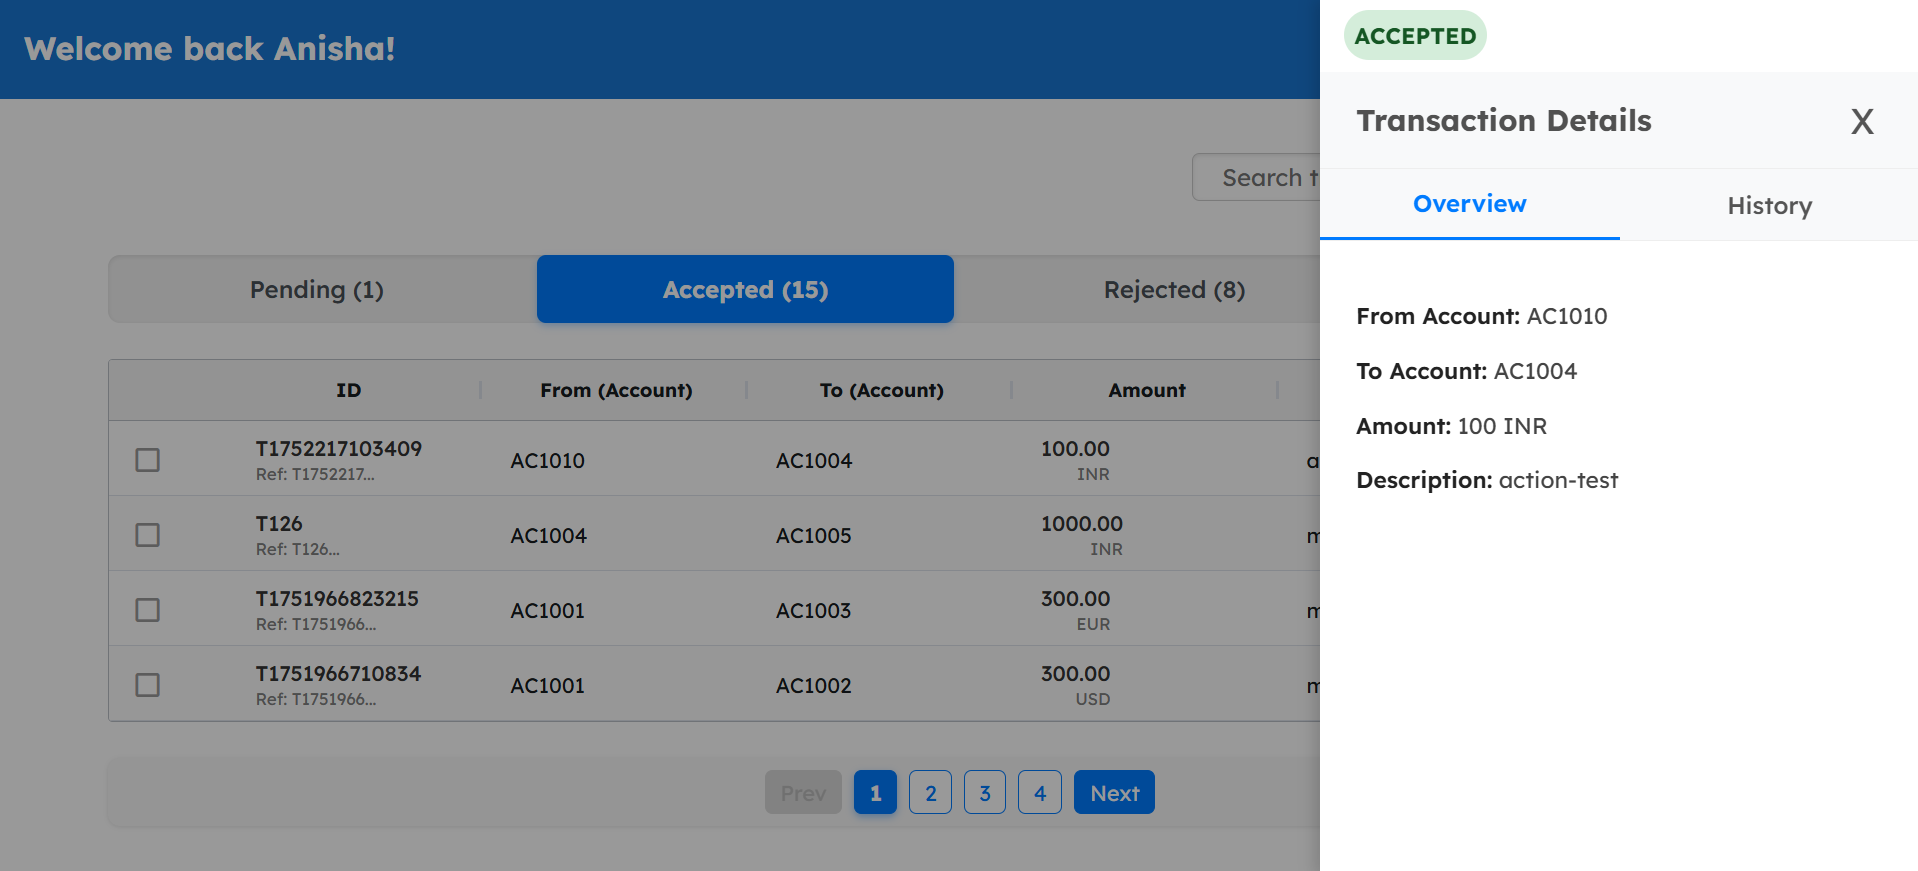 Welcome back Anisha!
Search t
Pending (1)
Accepted (15)
Rejected (8)
ID From (Account) To (Account) Amount
T1752217103409 AC1010 AC1004 100.00 a
Ref: T1752217... INR
T126 AC1004 AC1005 1000.00 m
Ref: T126... INR
T1751966823215 AC1001 AC1003 300.00 m
Ref: T1751966... EUR
T1751966710834 AC1001 AC1002 300.00 m
Ref: T1751966... USD
Prev 1 2 3 4 Next
ACCEPTED
Transaction Details X
Overview History
From Account: AC1010
To Account: AC1004
Amount: 100 INR
Description: action-test